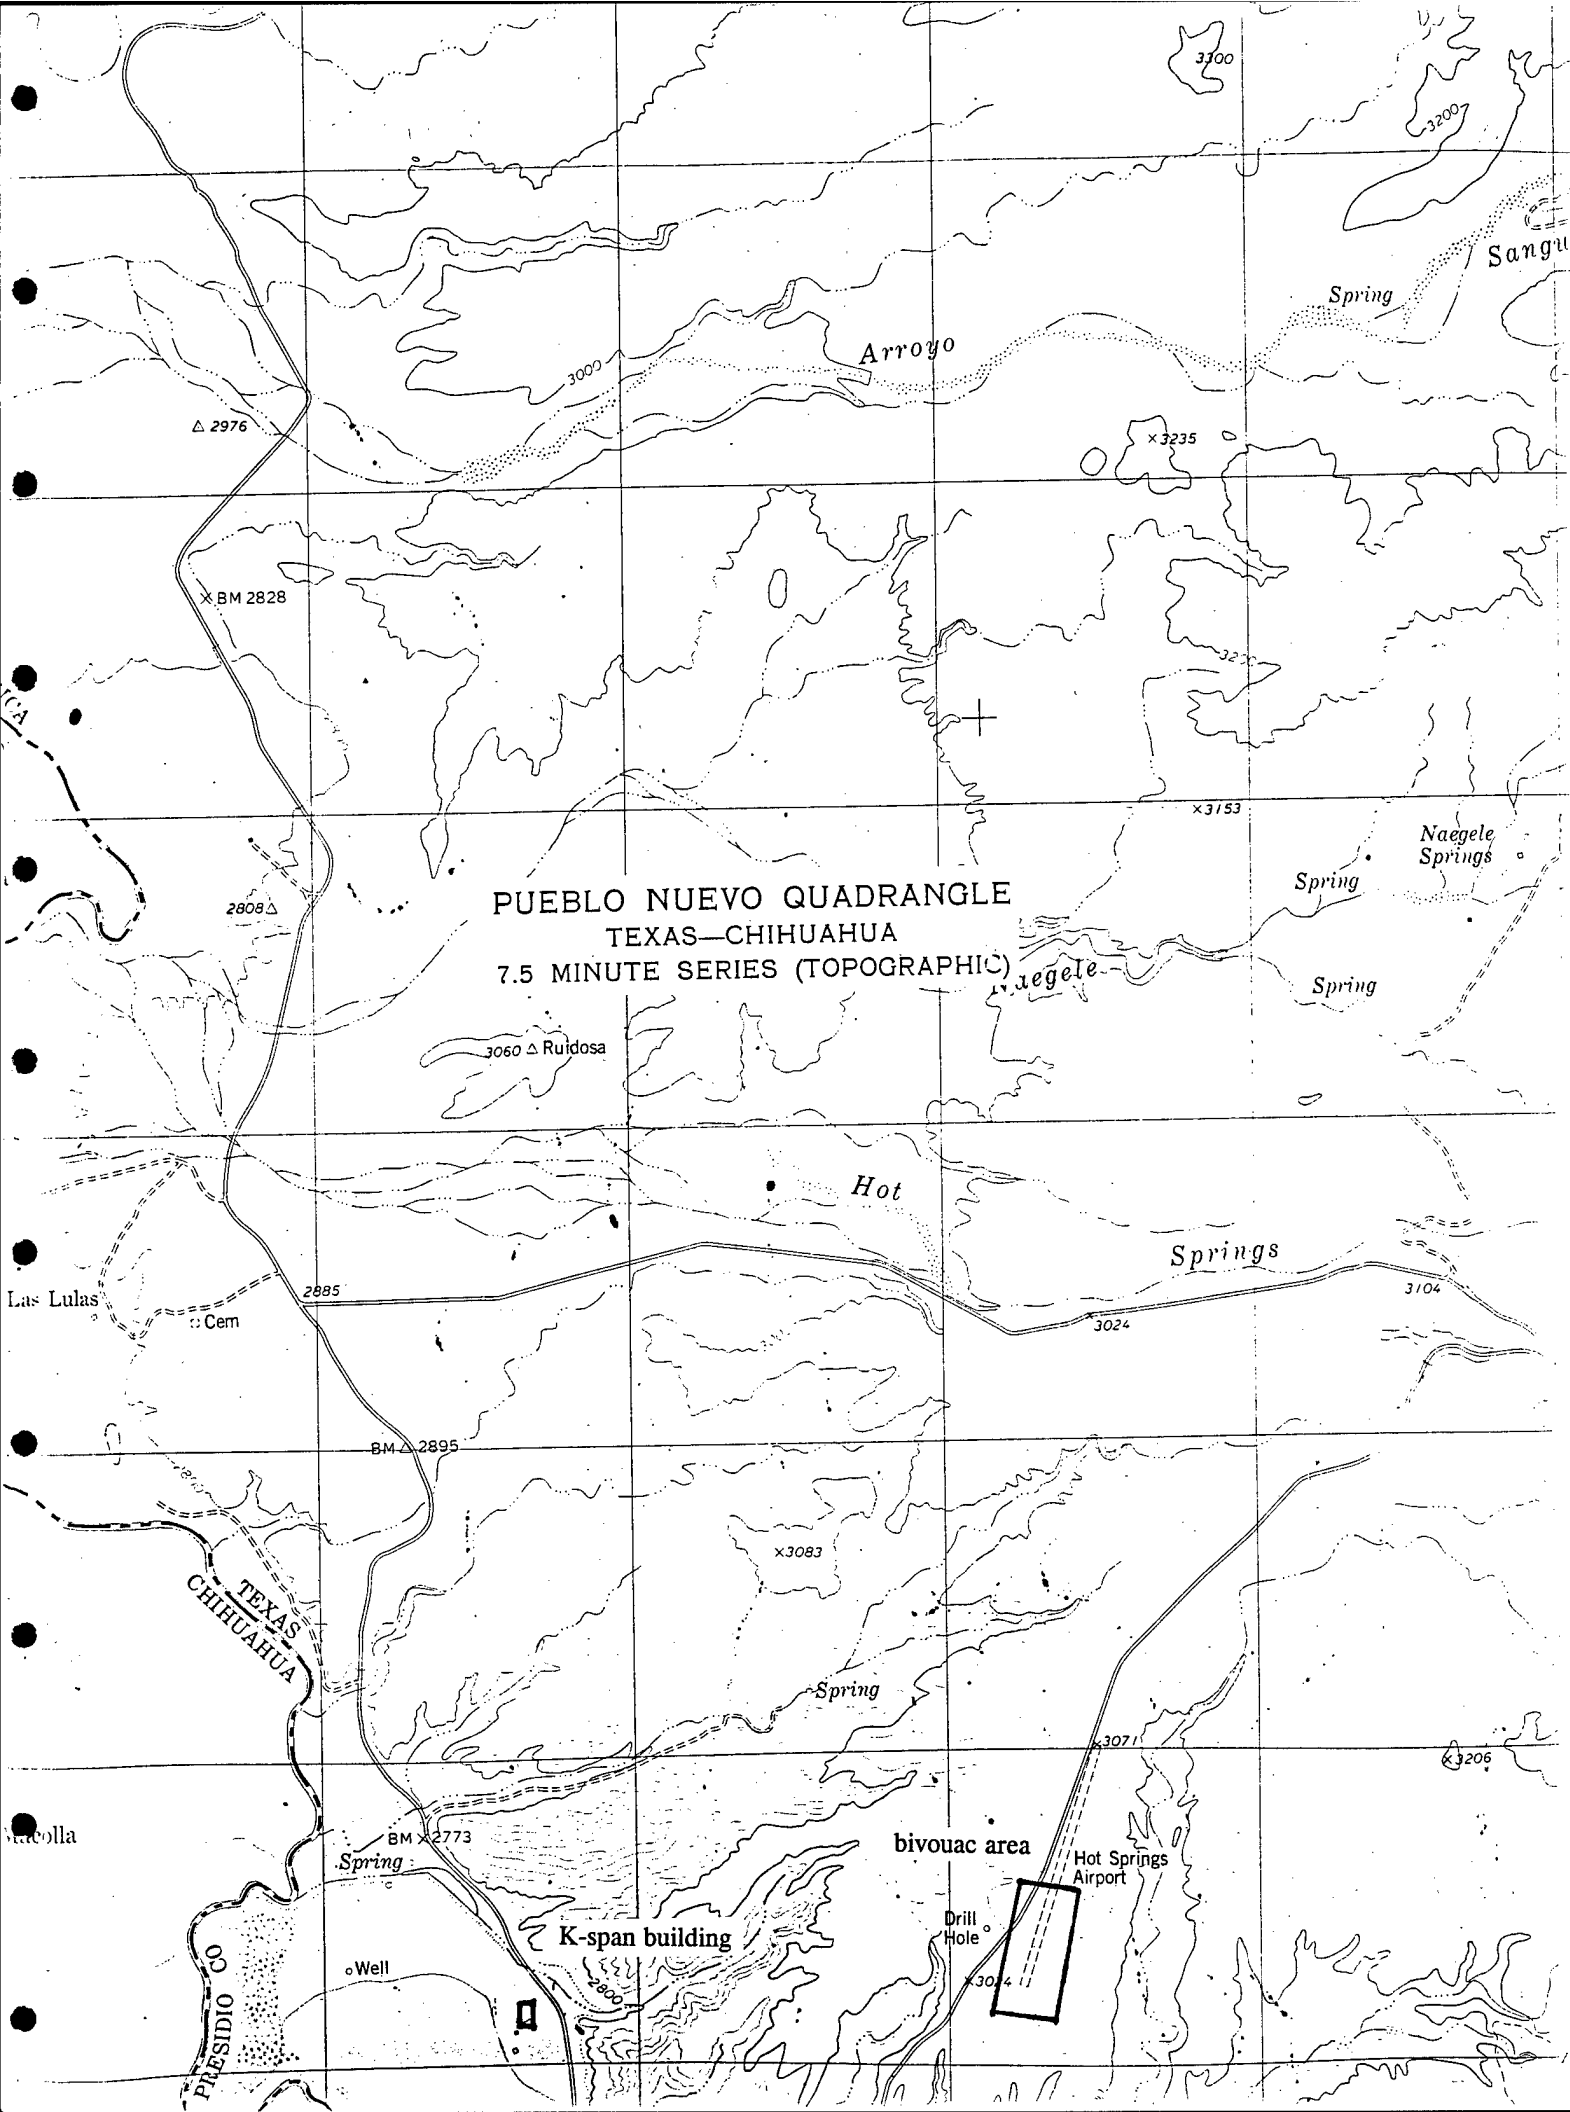 3300
3200
Sangu
Spring
Arroyo
3000
△ 2976
×3235
×BM 2828
×3153
Naegele
Springs
Spring
2808△
PUEBLO NUEVO QUADRANGLE
TEXAS—CHIHUAHUA
7.5 MINUTE SERIES (TOPOGRAPHIC)
Naegele
Spring
3060 △ Ruidosa
Hot
Springs
2885
Las Lulas
Cem
3104
3024
BM △ 2895
×3083
TEXAS
CHIHUAHUA
Spring
×3071
×3206
BM ×2773
Spring
bivouac area
Hot Springs
Airport
K-span building
Drill
Hole
Well
2800
PRESIDIO CO